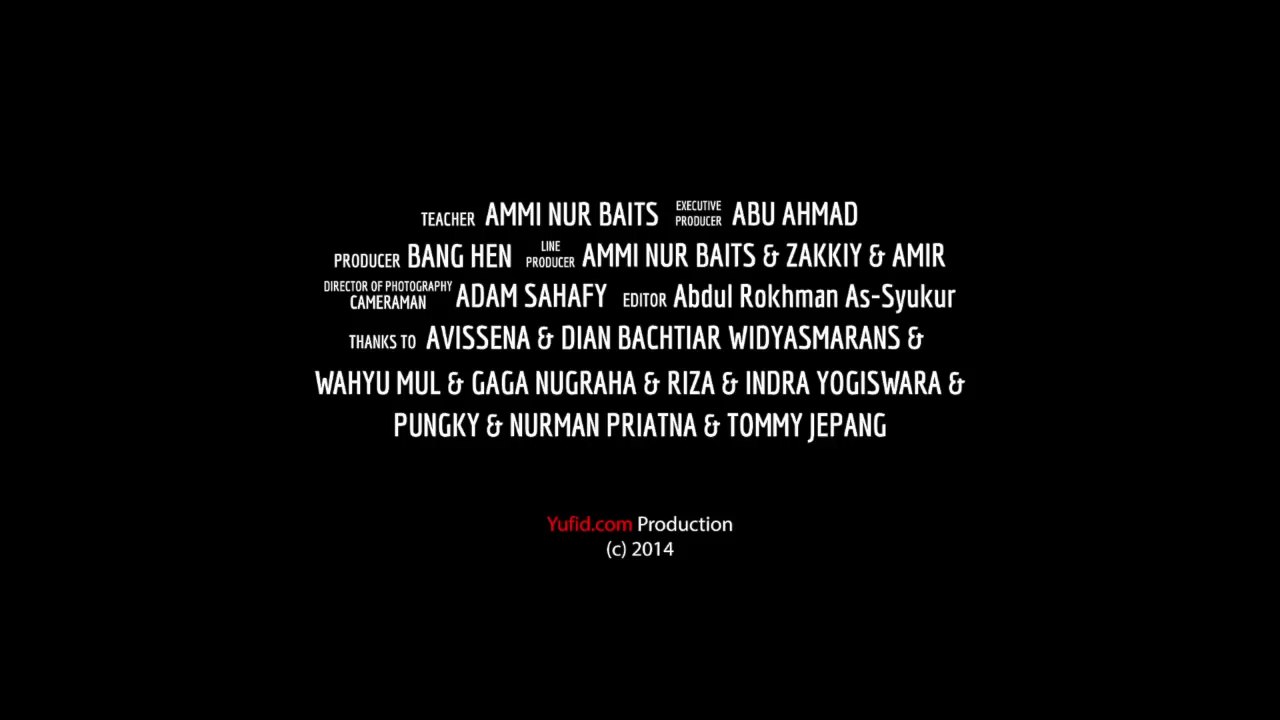 TEACHER AMMI NUR BAITS EXECUTIVE PRODUCER ABU AHMAD
PRODUCER BANG HEN LINE PRODUCER AMMI NUR BAITS & ZAKKIY & AMIR
DIRECTOR OF PHOTOGRAPHY CAMERAMAN ADAM SAHAFY EDITOR Abdul Rokhman As-Syukur
THANKS TO AVISSENA & DIAN BACHTIAR WIDYASMARANS &
WAHYU MUL & GAGA NUGRAHA & RIZA & INDRA YOGISWARA &
PUNGKY & NURMAN PRIATNA & TOMMY JEPANG
Yufid.com Production
(c) 2014